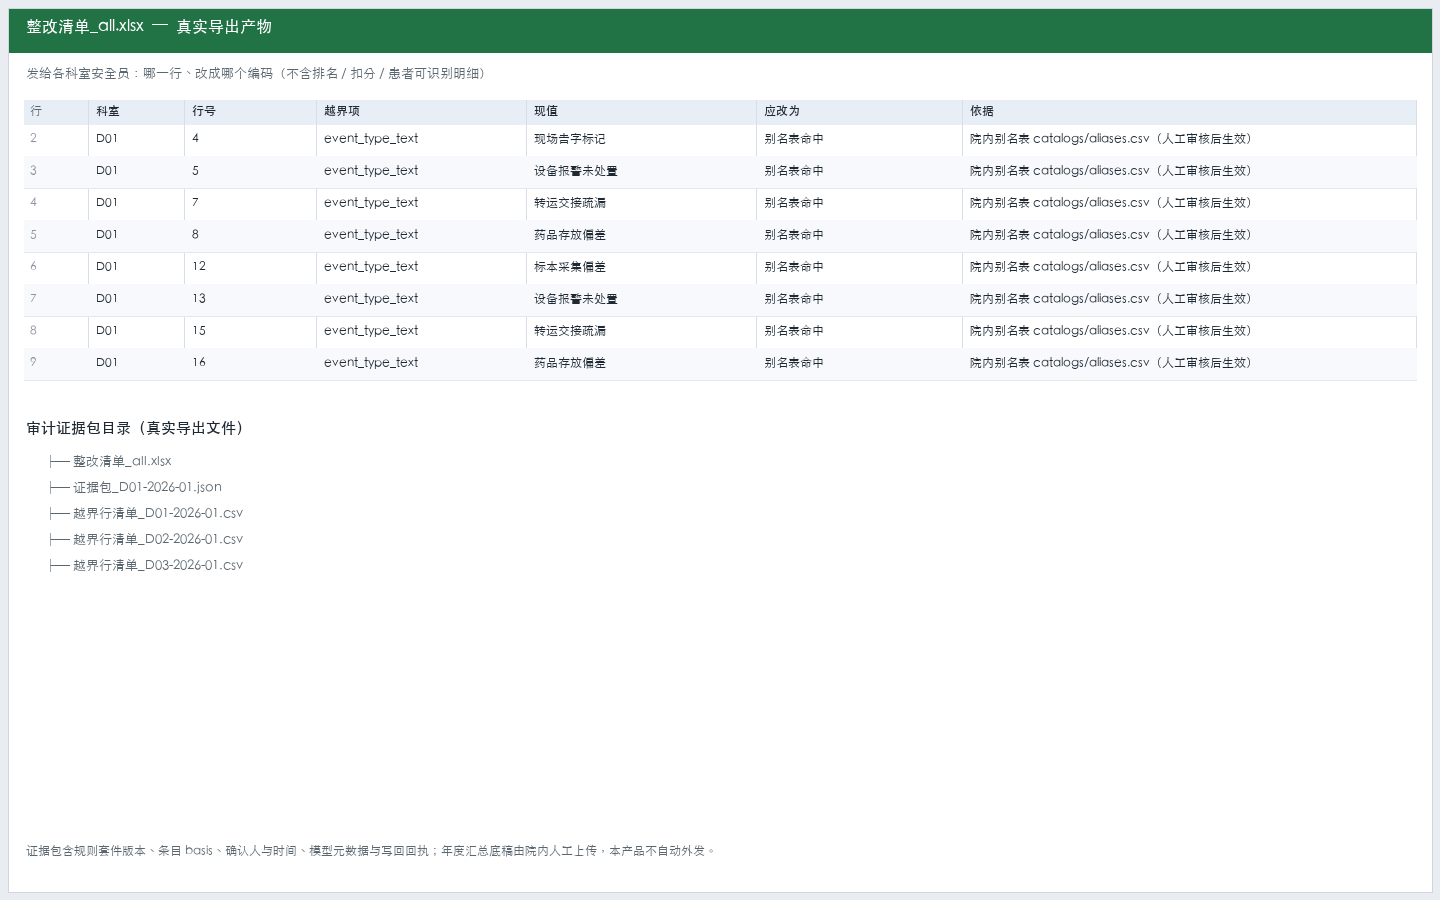 整改清单_all.xlsx — 真实导出产物
发给各科室安全员：哪一行、改成哪个编码（不含排名 / 扣分 / 患者可识别明细）
行 科室 行号 越界项 现值 应改为 依据
2 D01 4 event_type_text 现场告字标记 别名表命中 院内别名表 catalogs/aliases.csv（人工审核后生效）
3 D01 5 event_type_text 设备报警未处置 别名表命中 院内别名表 catalogs/aliases.csv（人工审核后生效）
4 D01 7 event_type_text 转运交接疏漏 别名表命中 院内别名表 catalogs/aliases.csv（人工审核后生效）
5 D01 8 event_type_text 药品存放偏差 别名表命中 院内别名表 catalogs/aliases.csv（人工审核后生效）
6 D01 12 event_type_text 标本采集偏差 别名表命中 院内别名表 catalogs/aliases.csv（人工审核后生效）
7 D01 13 event_type_text 设备报警未处置 别名表命中 院内别名表 catalogs/aliases.csv（人工审核后生效）
8 D01 15 event_type_text 转运交接疏漏 别名表命中 院内别名表 catalogs/aliases.csv（人工审核后生效）
9 D01 16 event_type_text 药品存放偏差 别名表命中 院内别名表 catalogs/aliases.csv（人工审核后生效）
审计证据包目录（真实导出文件）
├── 整改清单_all.xlsx
├── 证据包_D01-2026-01.json
├── 越界行清单_D01-2026-01.csv
├── 越界行清单_D02-2026-01.csv
├── 越界行清单_D03-2026-01.csv
证据包含规则套件版本、条目 basis、确认人与时间、模型元数据与写回回执；年度汇总底稿由院内人工上传，本产品不自动外发。